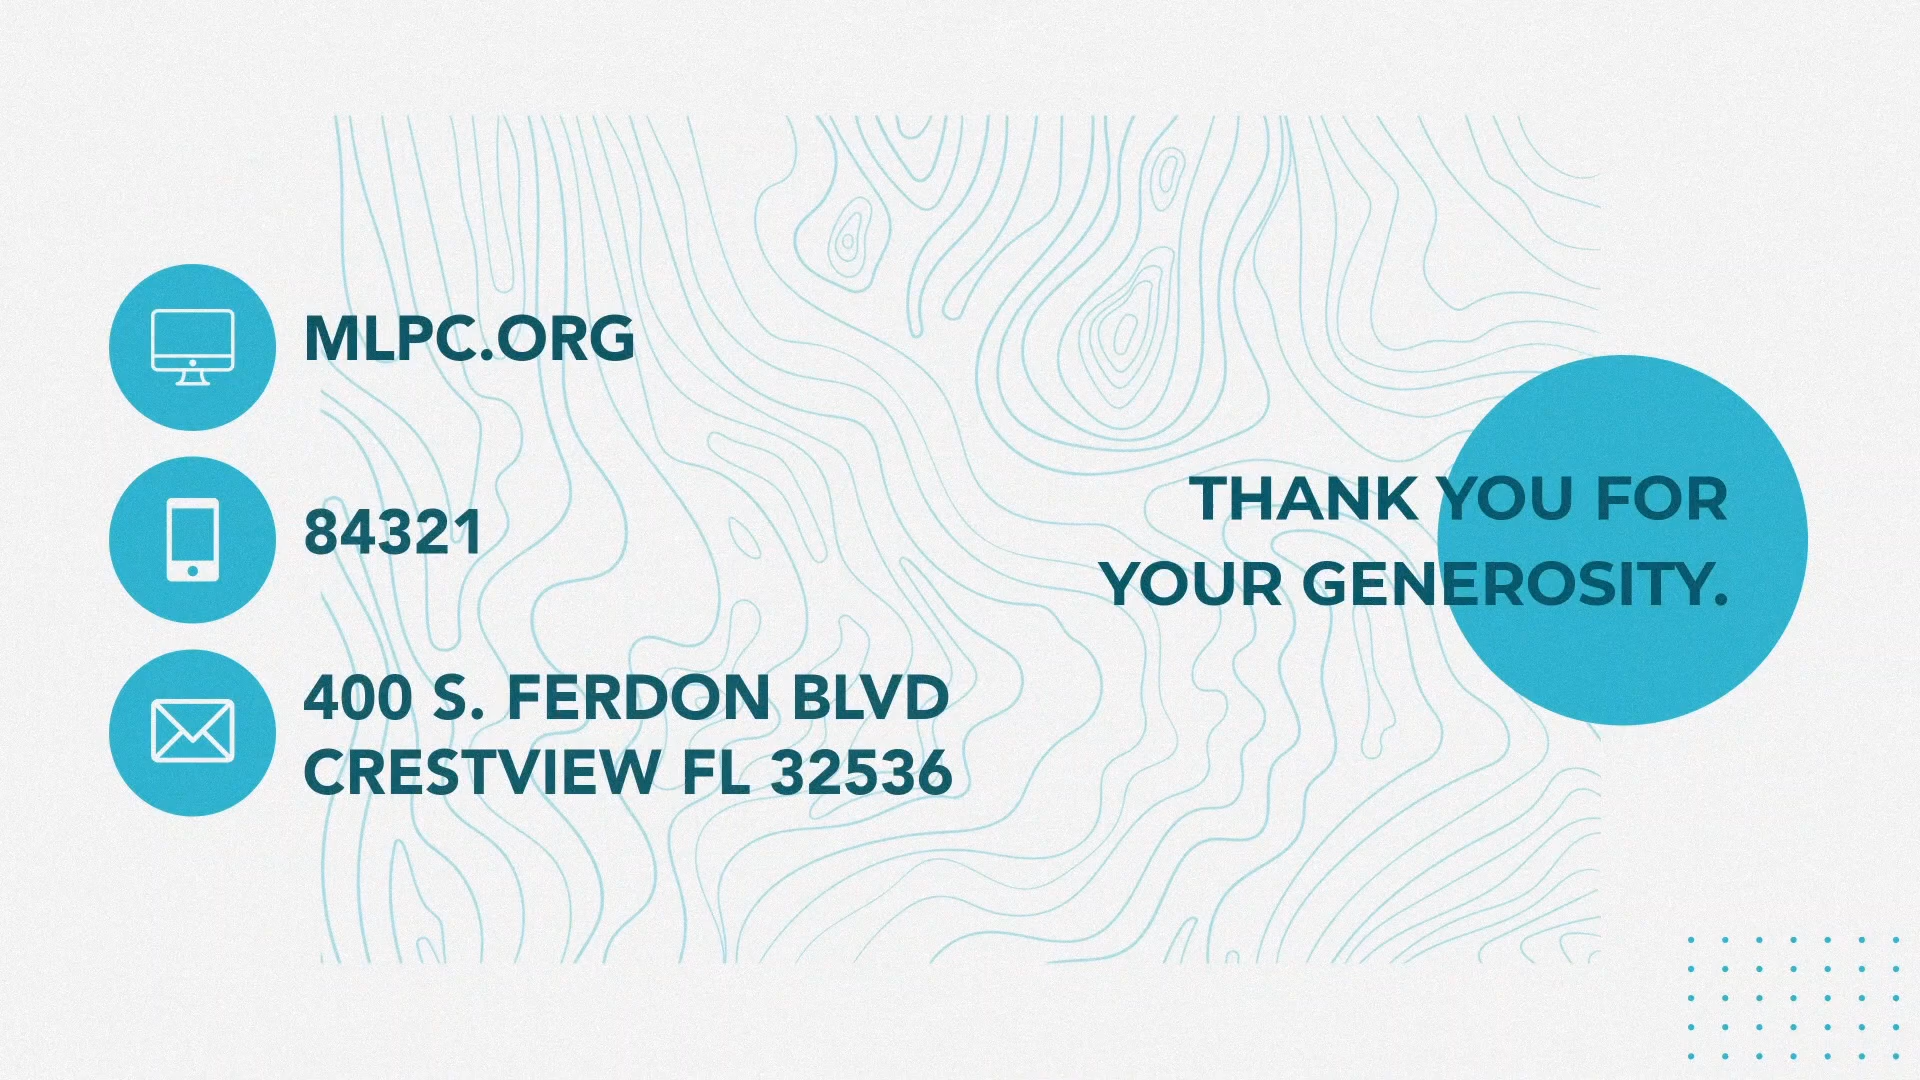 MLPC.ORG
84321
400 S. FERDON BLVD
CRESTVIEW FL 32536
THANK YOU FOR
YOUR GENEROSITY.